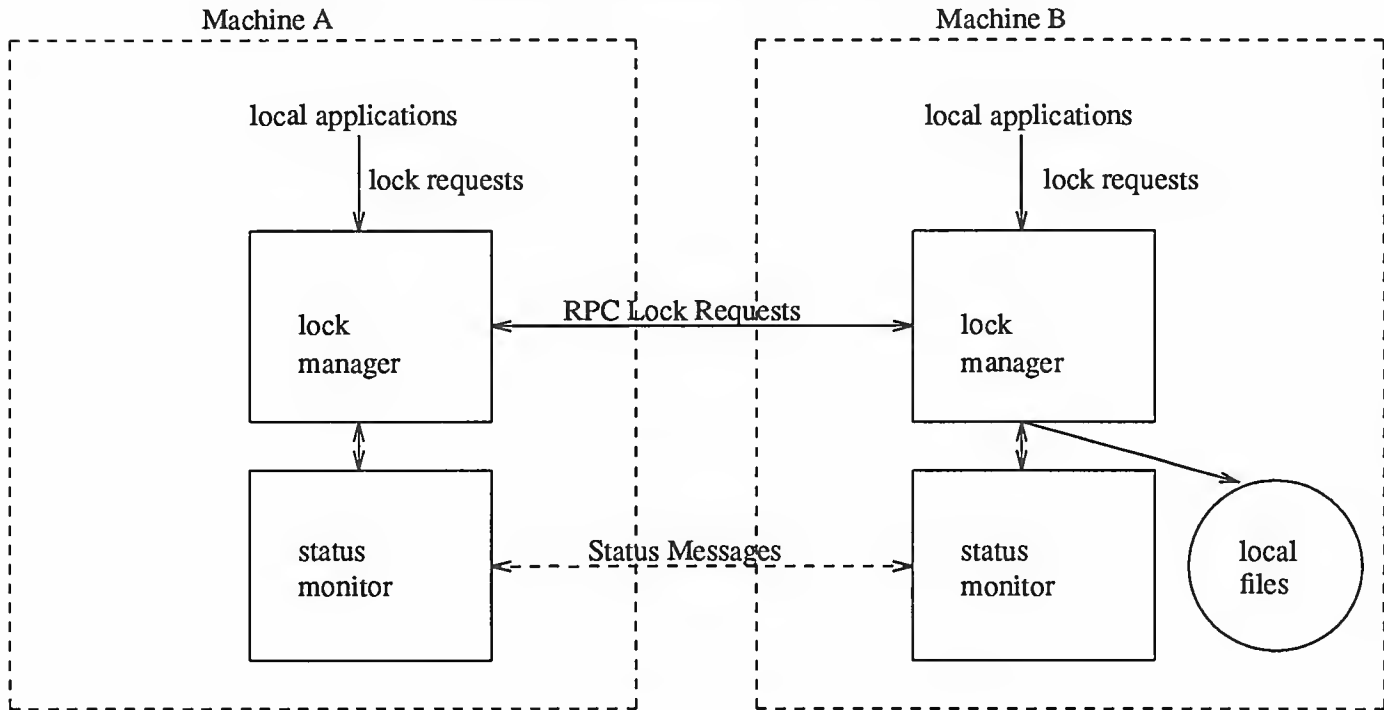 Machine A
Machine B
local applications
local applications
lock requests
lock requests
lock
manager
RPC Lock Requests
lock
manager
status
monitor
Status Messages
status
monitor
local
files